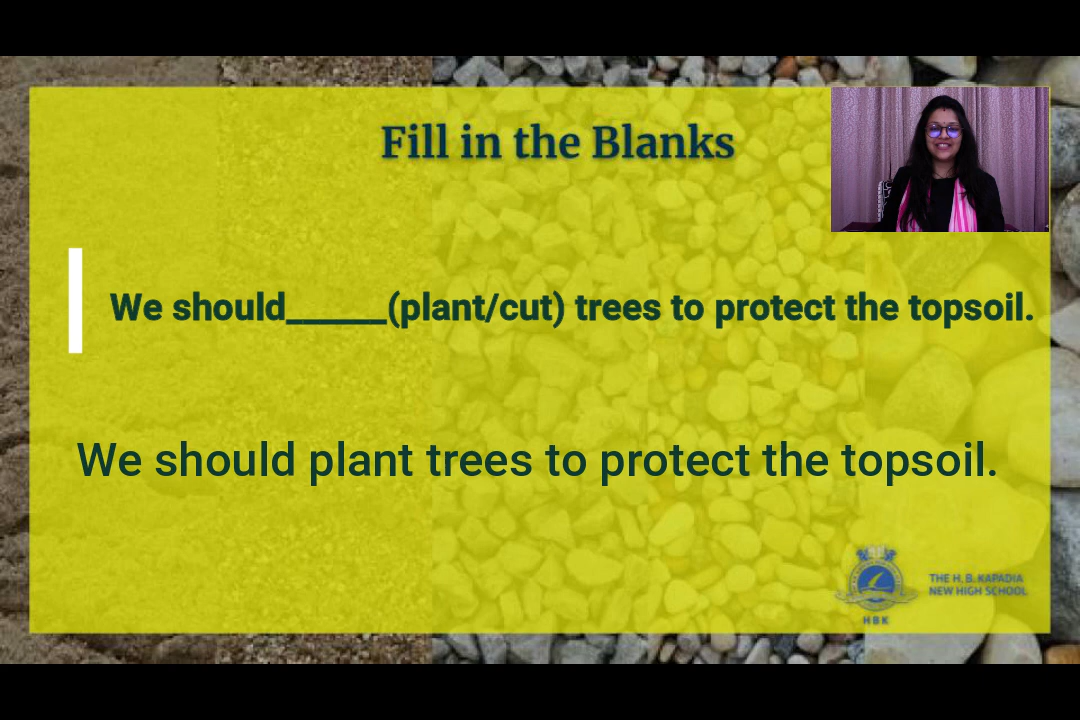 Fill in the Blanks
We should______(plant/cut) trees to protect the topsoil.
We should plant trees to protect the topsoil.
THE H. B. KAPADIA
NEW HIGH SCHOOL
HBK